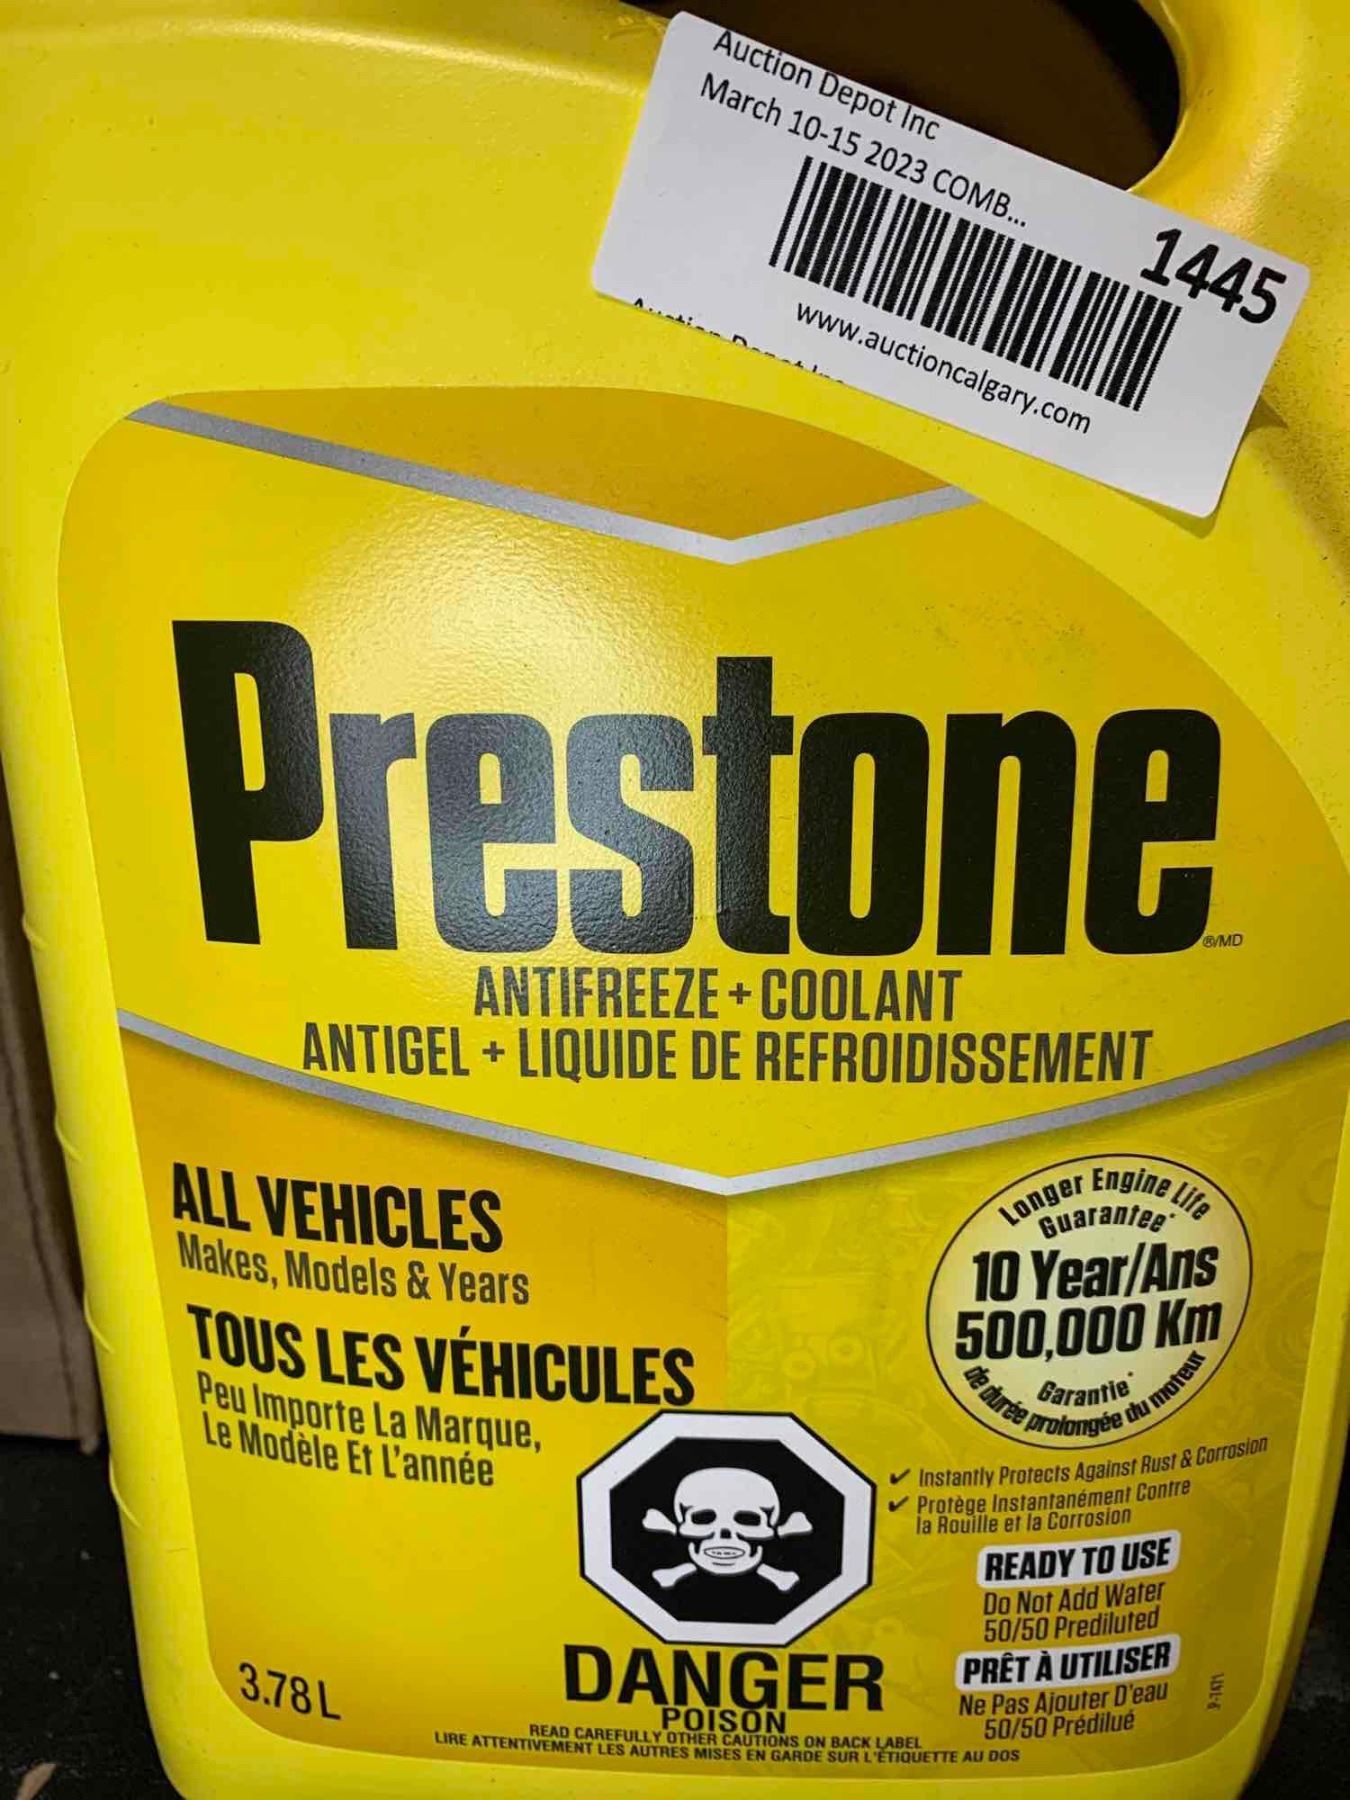 Auction Depot Inc
March 10-15 2023 COMB...
1445
www.auctioncalgary.com
Auction Depot Inc
Prestone
®/MD
ANTIFREEZE + COOLANT
ANTIGEL + LIQUIDE DE REFROIDISSEMENT
ALL VEHICLES
Makes, Models & Years
TOUS LES VÉHICULES
Peu Importe La Marque,
Le Modèle Et L'année
Longer Engine Life
Guarantee*
10 Year/Ans
500,000 Km
Garantie*
de durée prolongée du moteur
✓ Instantly Protects Against Rust & Corrosion
✓ Protège Instantanément Contre
la Rouille et la Corrosion
READY TO USE
Do Not Add Water
50/50 Prediluted
PRÊT À UTILISER
Ne Pas Ajouter D'eau
50/50 Prédilué
9-1471
3.78 L
DANGER
POISON
READ CAREFULLY OTHER CAUTIONS ON BACK LABEL
LIRE ATTENTIVEMENT LES AUTRES MISES EN GARDE SUR L'ÉTIQUETTE AU DOS